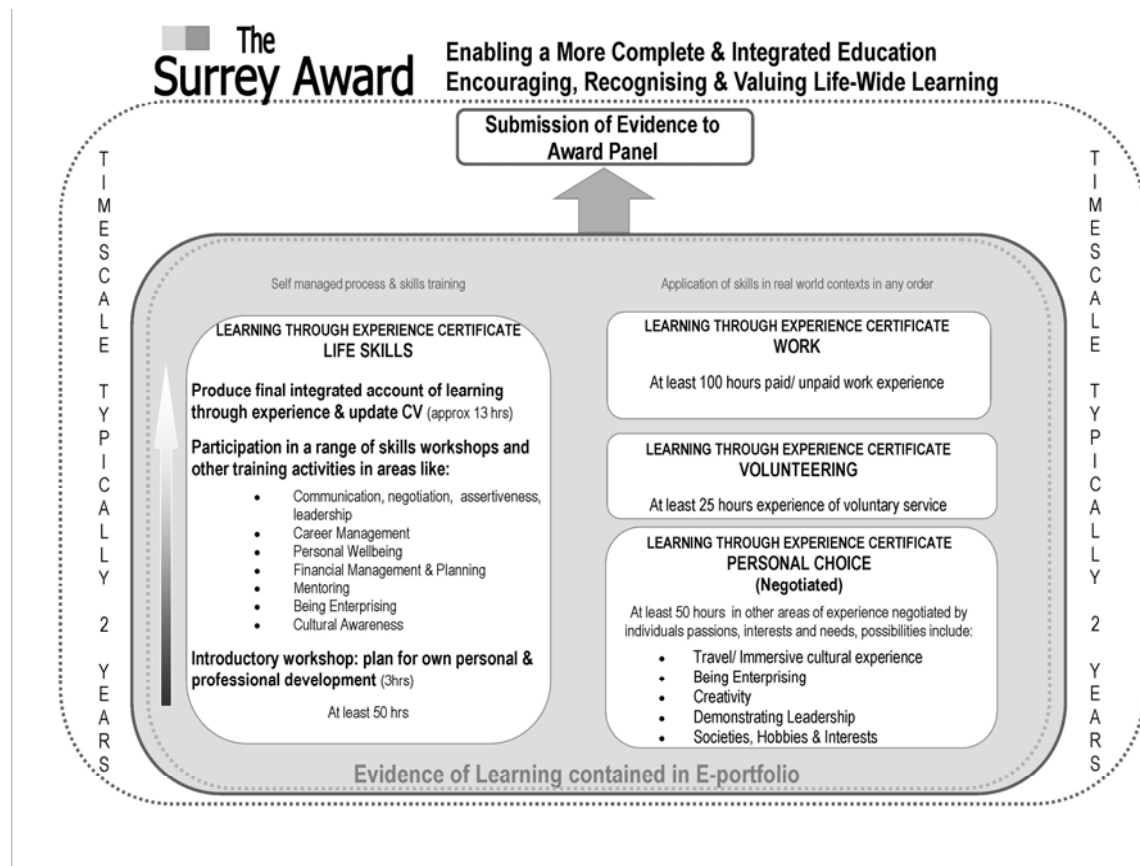 The
Surrey Award
Enabling a More Complete & Integrated Education
Encouraging, Recognising & Valuing Life-Wide Learning
Submission of Evidence to
Award Panel
TIMESCALE TYPICALLY 2 YEARS
Self managed process & skills training
LEARNING THROUGH EXPERIENCE CERTIFICATE
LIFE SKILLS
Produce final integrated account of learning
through experience & update CV (approx 13 hrs)
Participation in a range of skills workshops and
other training activities in areas like:
• Communication, negotiation, assertiveness,
leadership
• Career Management
• Personal Wellbeing
• Financial Management & Planning
• Mentoring
• Being Enterprising
• Cultural Awareness
Introductory workshop: plan for own personal &
professional development (3hrs)
At least 50 hrs
Application of skills in real world contexts in any order
LEARNING THROUGH EXPERIENCE CERTIFICATE
WORK
At least 100 hours paid/ unpaid work experience
LEARNING THROUGH EXPERIENCE CERTIFICATE
VOLUNTEERING
At least 25 hours experience of voluntary service
LEARNING THROUGH EXPERIENCE CERTIFICATE
PERSONAL CHOICE
(Negotiated)
At least 50 hours in other areas of experience negotiated by
individuals passions, interests and needs, possibilities include:
• Travel/ Immersive cultural experience
• Being Enterprising
• Creativity
• Demonstrating Leadership
• Societies, Hobbies & Interests
TIMESCALE TYPICALLY 2 YEARS
Evidence of Learning contained in E-portfolio